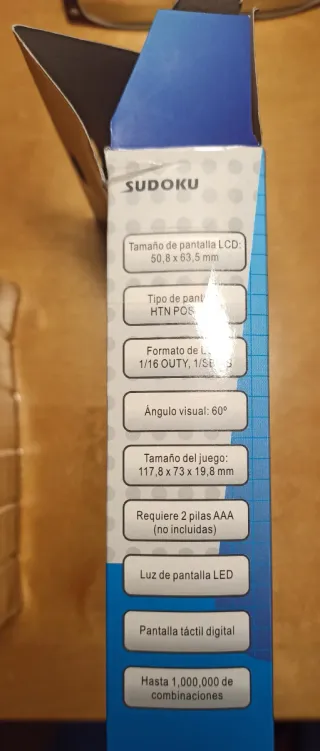 SUDOKU
Tamaño de pantalla LCD:
50,8 x 63,5 mm
Tipo de
HTN
Formato de
1/16 OUTY,
Ángulo visual: 60º
Tamaño del juego:
117,8 x 73 x 19,8 mm
Requiere 2 pilas AAA
(no incluidas)
Luz de pantalla LED
Pantalla táctil digital
Hasta 1,000,000 de
combinaciones